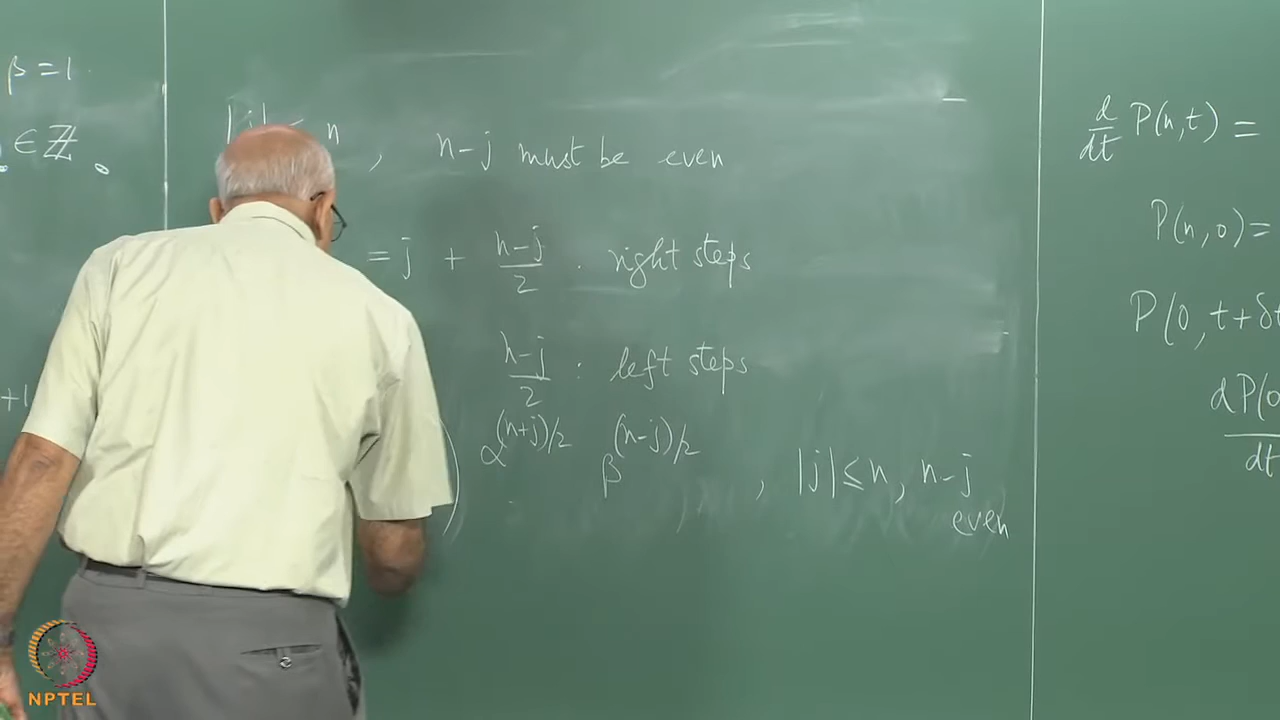 β = 1
∈ ℤ.
+1
|j| ≤ n , n-j must be even
= j + (n-j)/2 . right steps
(n-j)/2 : left steps
) α^{(n+j)/2} β^{(n-j)/2} , |j| ≤ n, n-j
even
d/dt P(n,t) =
P(n,0) =
P(0, t+δt
dP(0
dt
NPTEL